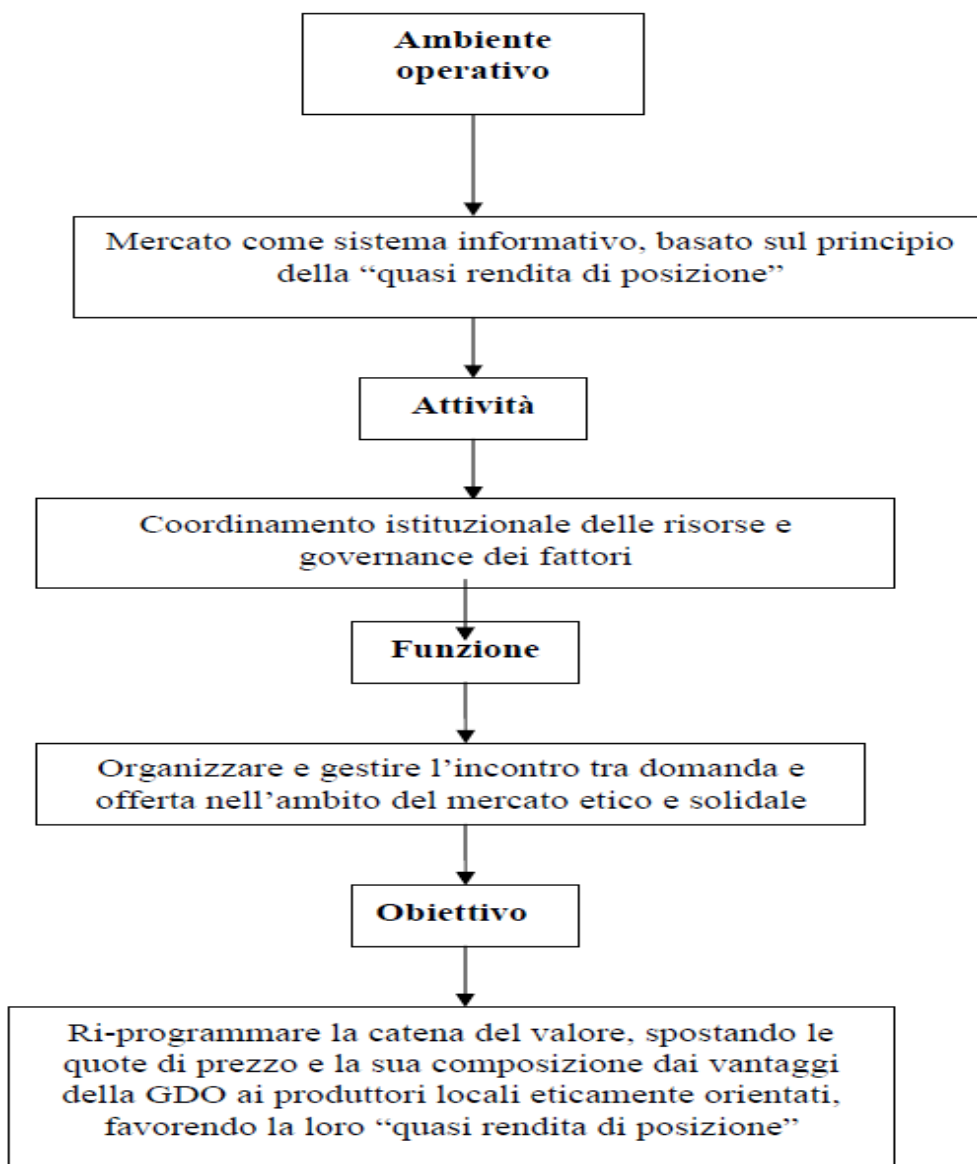 Ambiente
operativo
Mercato come sistema informativo, basato sul principio
della “quasi rendita di posizione”
Attività
Coordinamento istituzionale delle risorse e
governance dei fattori
Funzione
Organizzare e gestire l’incontro tra domanda e
offerta nell’ambito del mercato etico e solidale
Obiettivo
Ri-programmare la catena del valore, spostando le
quote di prezzo e la sua composizione dai vantaggi
della GDO ai produttori locali eticamente orientati,
favorendo la loro “quasi rendita di posizione”